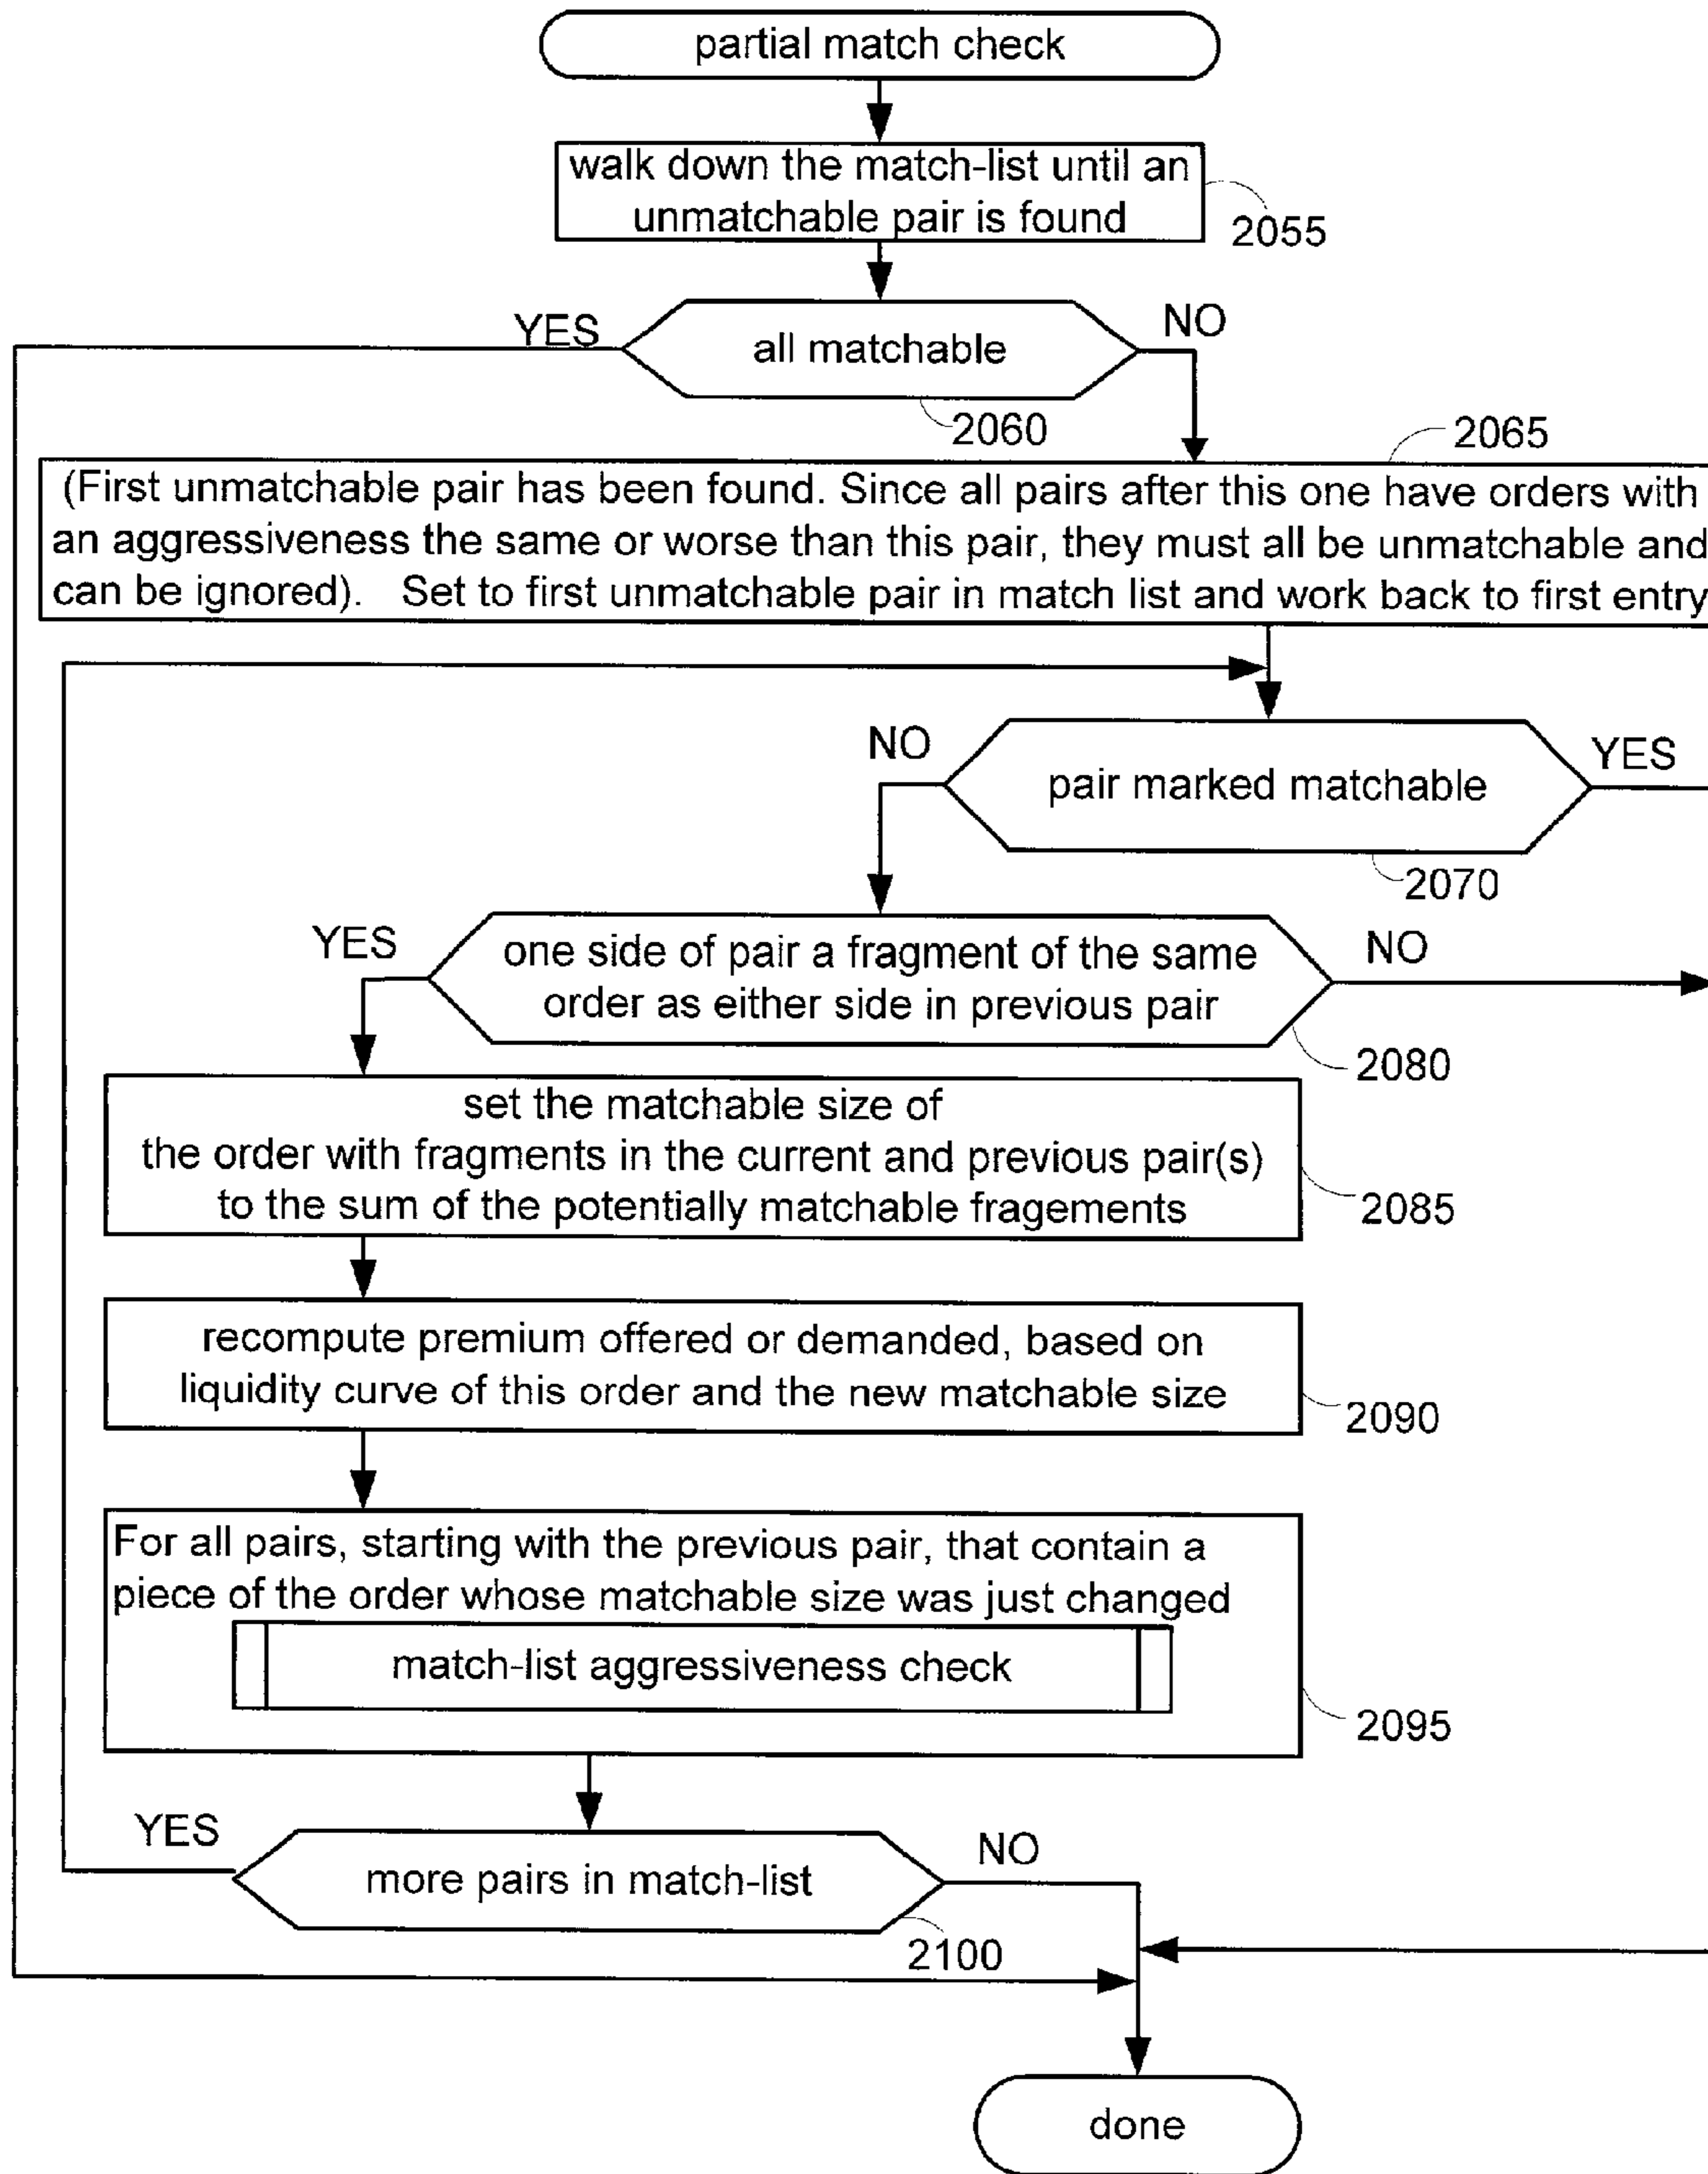 partial match check
walk down the match-list until an
unmatchable pair is found
2055
YES
NO
all matchable
2060
2065
(First unmatchable pair has been found. Since all pairs after this one have orders with
an aggressiveness the same or worse than this pair, they must all be unmatchable and
can be ignored). Set to first unmatchable pair in match list and work back to first entry
NO
YES
pair marked matchable
2070
YES
NO
one side of pair a fragment of the same
order as either side in previous pair
2080
set the matchable size of
the order with fragments in the current and previous pair(s)
to the sum of the potentially matchable fragements
2085
recompute premium offered or demanded, based on
liquidity curve of this order and the new matchable size
2090
For all pairs, starting with the previous pair, that contain a
piece of the order whose matchable size was just changed
match-list aggressiveness check
2095
YES
NO
more pairs in match-list
2100
done